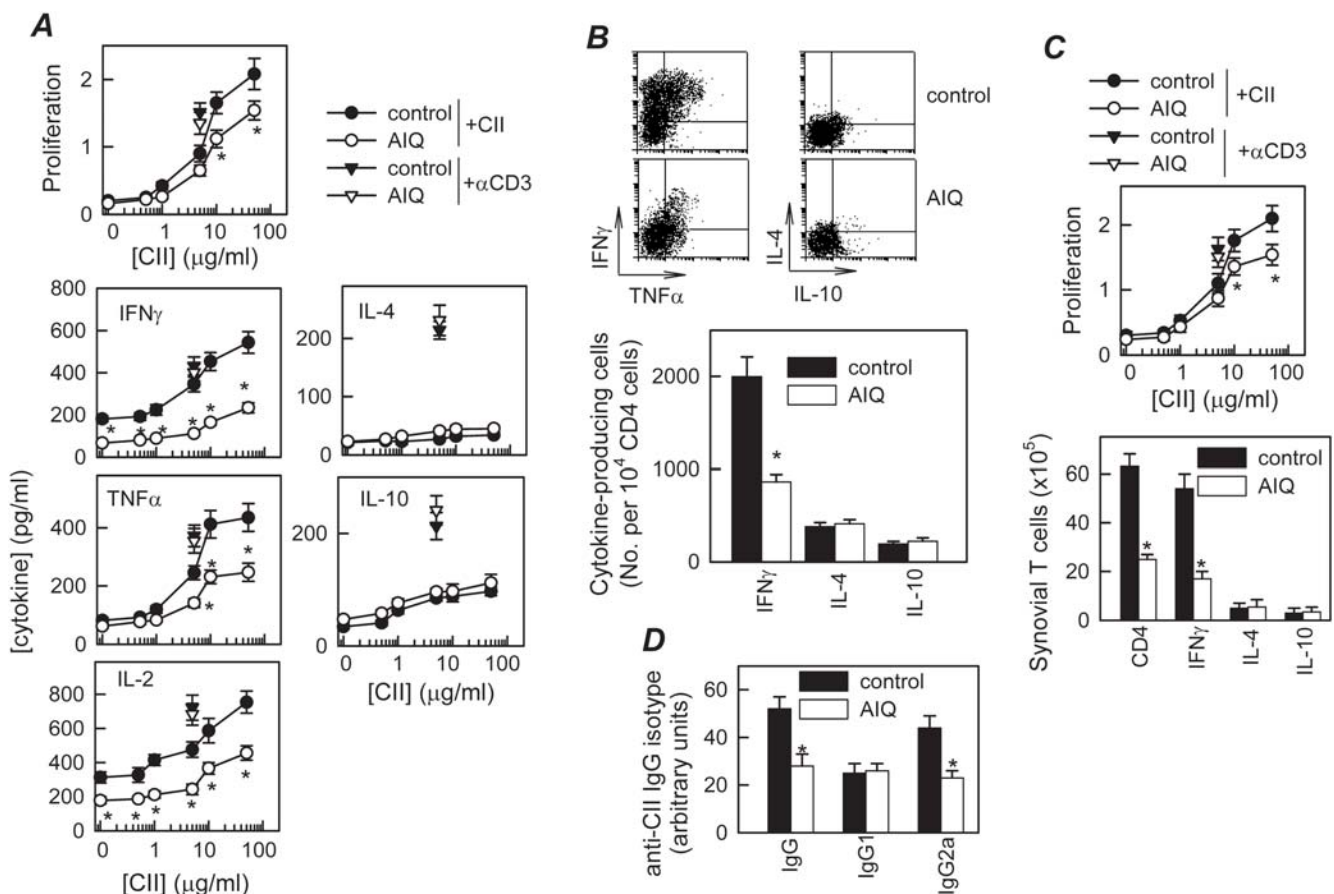 A
Proliferation
2
1
0
0 1 10 100
[CII] (μg/ml)
control
AIQ
+CII
control
AIQ
+αCD3
[cytokine] (pg/ml)
800
600
400
200
0
IFNγ
TNFα
400
200
0
IL-2
800
600
400
200
0
0 1 10 100
[CII] (μg/ml)
IL-4
200
100
0
IL-10
200
0
0 1 10 100
[CII] (μg/ml)
B
control
AIQ
IFNγ
TNFα
IL-4
IL-10
Cytokine-producing cells
(No. per 10⁴ CD4 cells)
2000
1000
0
control
AIQ
IFNγ
IL-4
IL-10
C
control
AIQ
+CII
control
AIQ
+αCD3
Proliferation
2
1
0
0 1 10 100
[CII] (μg/ml)
Synovial T cells (x10⁵)
60
40
20
0
control
AIQ
CD4
IFNγ
IL-4
IL-10
D
anti-CII IgG isotype
(arbitrary units)
60
40
20
0
control
AIQ
IgG
IgG1
IgG2a